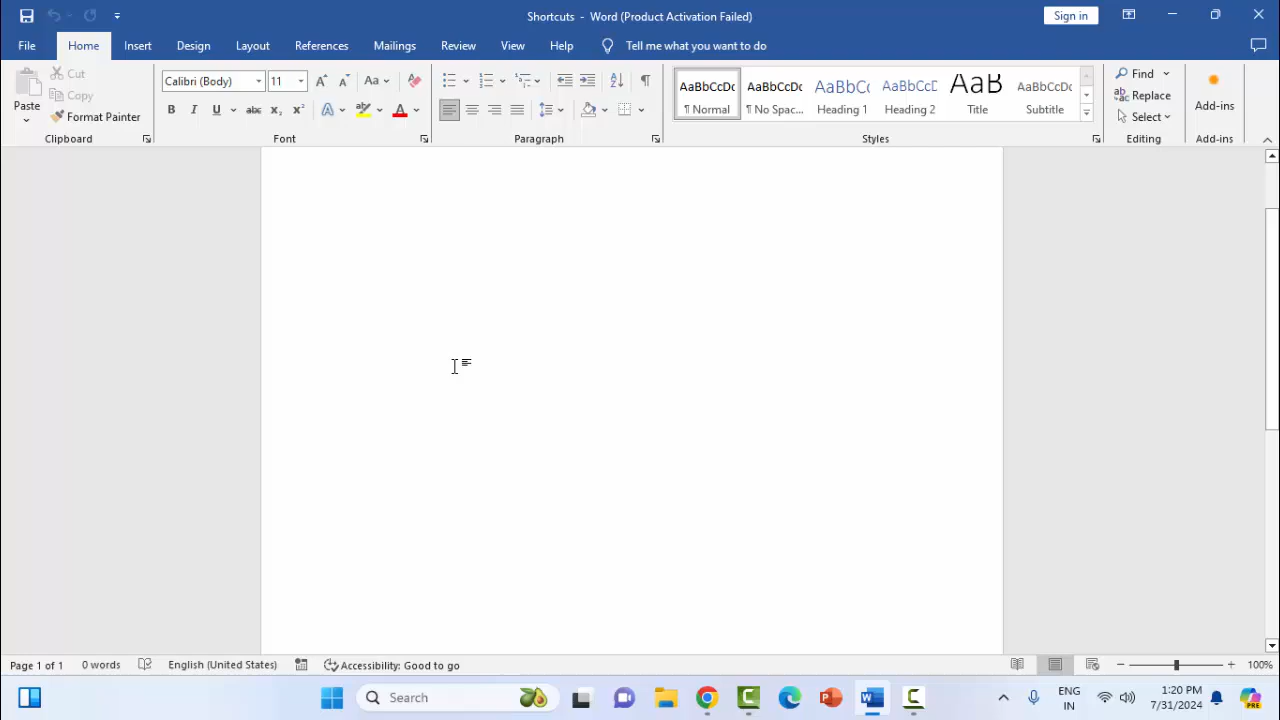 Shortcuts - Word (Product Activation Failed)
Sign in
File Home Insert Design Layout References Mailings Review View Help Tell me what you want to do
Paste
Cut
Copy
Format Painter
Clipboard
Calibri (Body) 11
Font
Paragraph
AaBbCcDc AaBbCcDc AaBbC( AaBbCcD AaB AaBbCcDc
¶ Normal ¶ No Spac... Heading 1 Heading 2 Title Subtitle
Styles
Find
Replace
Select
Editing
Add-ins
Add-ins
Page 1 of 1 0 words English (United States) Accessibility: Good to go 100%
Search
ENG
IN
1:20 PM
7/31/2024
PRE